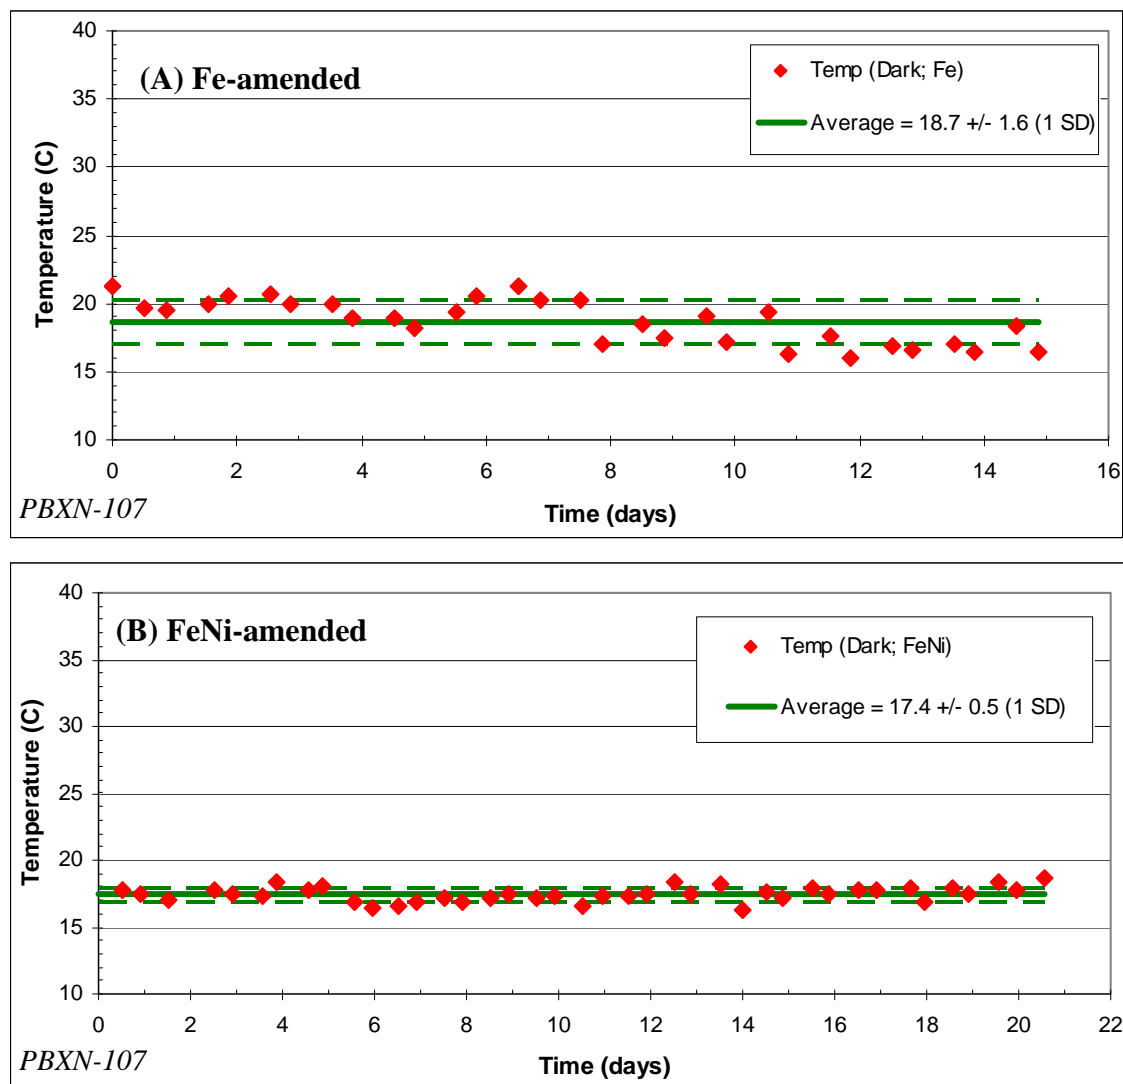 (A) Fe-amended
Temp (Dark; Fe)
Average = 18.7 +/- 1.6 (1 SD)
Temperature (C)
40
35
30
25
20
15
10
0 2 4 6 8 10 12 14 16
Time (days)
PBXN-107
(B) FeNi-amended
Temp (Dark; FeNi)
Average = 17.4 +/- 0.5 (1 SD)
Temperature (C)
40
35
30
25
20
15
10
0 2 4 6 8 10 12 14 16 18 20 22
Time (days)
PBXN-107